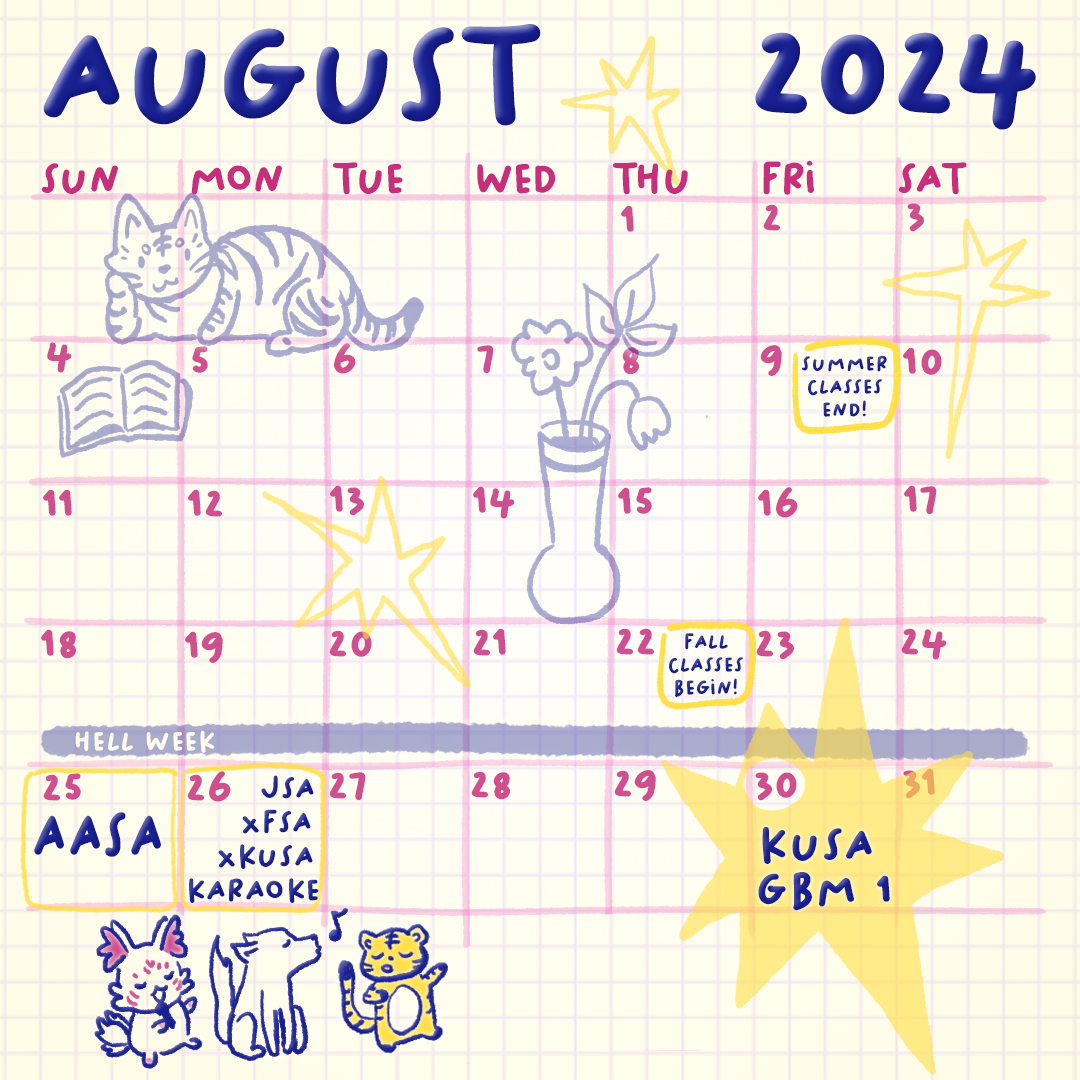 AUGUST 2024
SUN MON TUE WED THU FRi SAT
1 2 3
4 5 6 7 8 9 10
SUMMER
CLASSES
END!
11 12 13 14 15 16 17
18 19 20 21 22 23 24
FALL
CLASSES
BEGiN!
HELL WEEK
25 26 27 28 29 30 31
AASA
JSA
xFSA
xKUSA
KARAOKE
KUSA
GBM 1